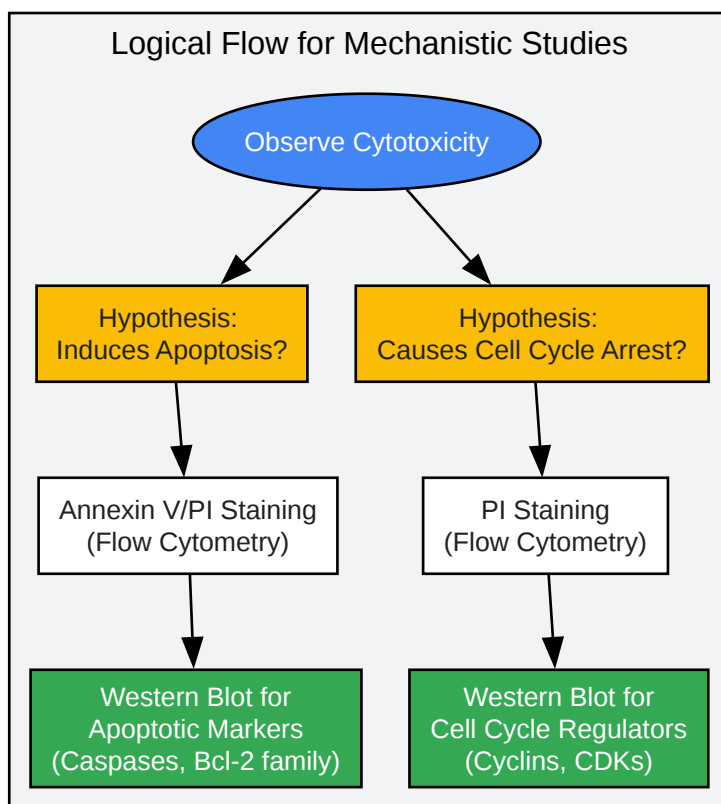 Logical Flow for Mechanistic Studies
Observe Cytotoxicity
Hypothesis:
Induces Apoptosis?
Hypothesis:
Causes Cell Cycle Arrest?
Annexin V/PI Staining
(Flow Cytometry)
PI Staining
(Flow Cytometry)
Western Blot for
Apoptotic Markers
(Caspases, Bcl-2 family)
Western Blot for
Cell Cycle Regulators
(Cyclins, CDKs)